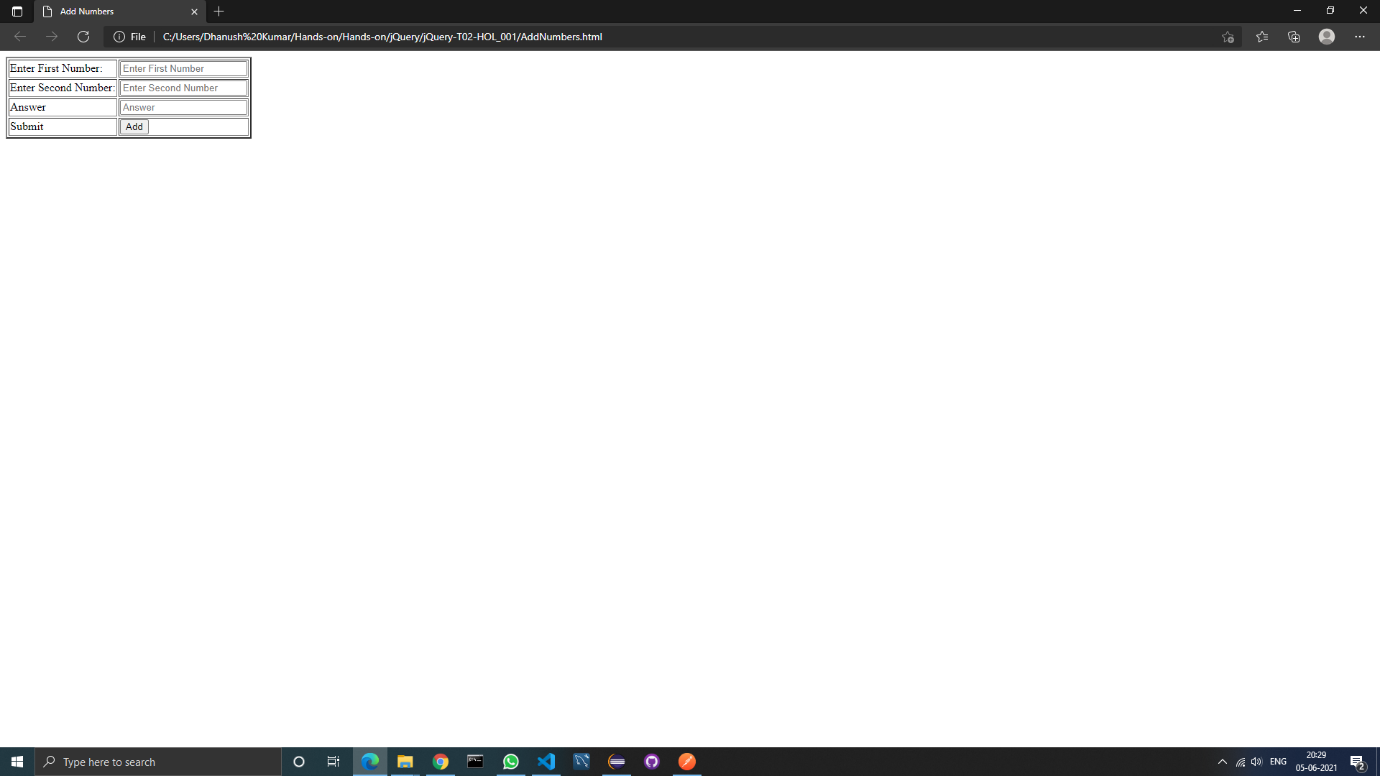 Add Numbers
File C:/Users/Dhanush%20Kumar/Hands-on/Hands-on/jQuery/jQuery-T02-HOL_001/AddNumbers.html
Enter First Number: Enter First Number
Enter Second Number: Enter Second Number
Answer Answer
Submit Add
Type here to search
ENG
20:29
05-06-2021
2